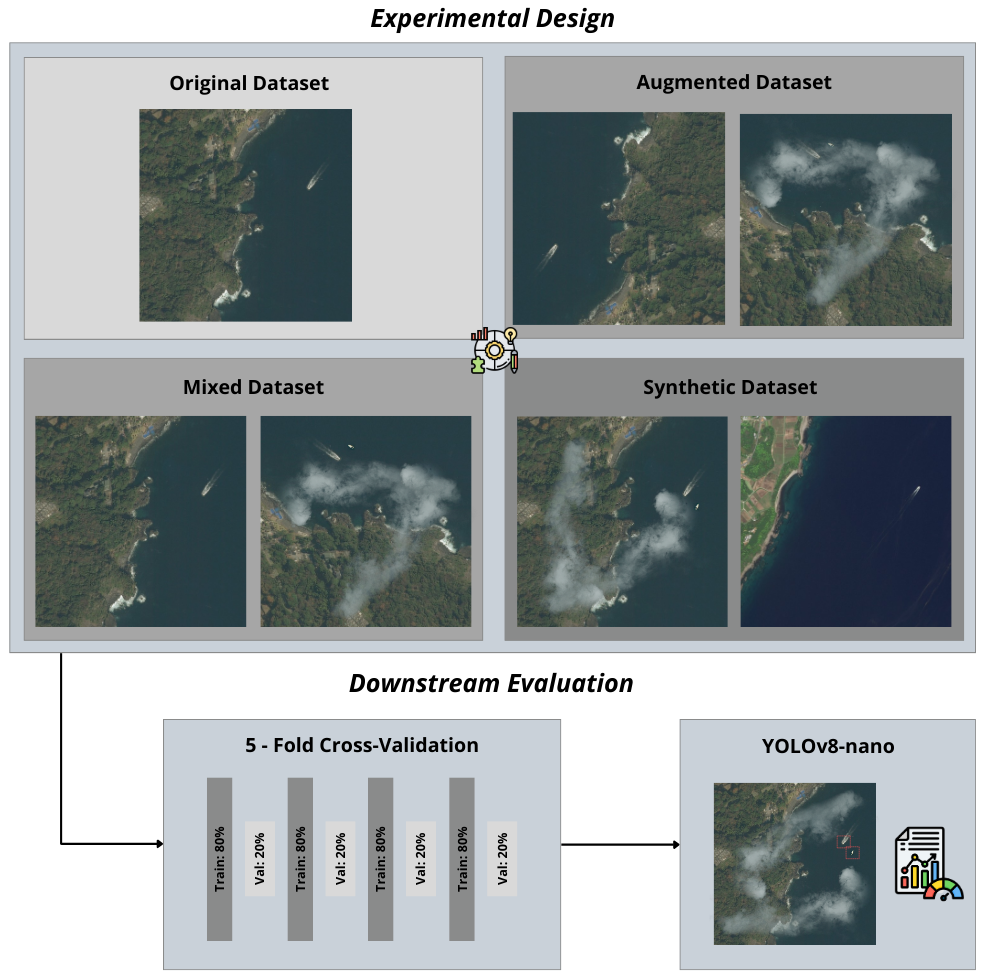 Experimental Design
Original Dataset
Augmented Dataset
Mixed Dataset
Synthetic Dataset
Downstream Evaluation
5 - Fold Cross-Validation
Train: 80%
Val: 20%
Train: 80%
Val: 20%
Train: 80%
Val: 20%
Train: 80%
Val: 20%
YOLOv8-nano